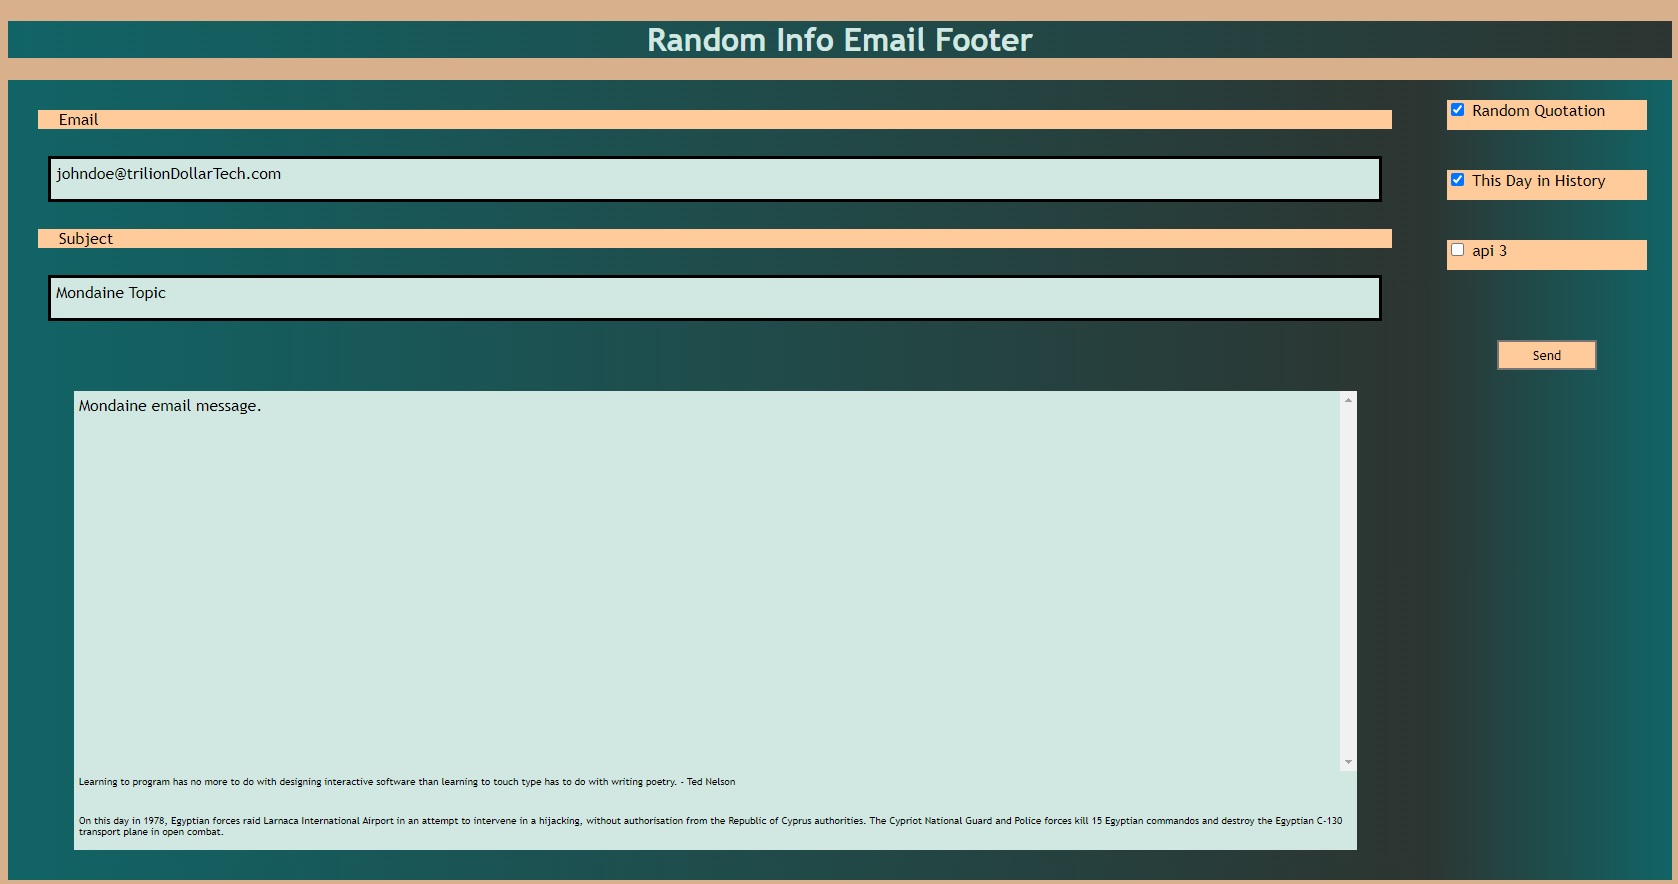 Random Info Email Footer
Email
johndoe@trilionDollarTech.com
Subject
Mondaine Topic
Random Quotation
This Day in History
api 3
Send
Mondaine email message.
Learning to program has no more to do with designing interactive software than learning to touch type has to do with writing poetry. - Ted Nelson
On this day in 1978, Egyptian forces raid Larnaca International Airport in an attempt to intervene in a hijacking, without authorisation from the Republic of Cyprus authorities. The Cypriot National Guard and Police forces kill 15 Egyptian commandos and destroy the Egyptian C-130
transport plane in open combat.